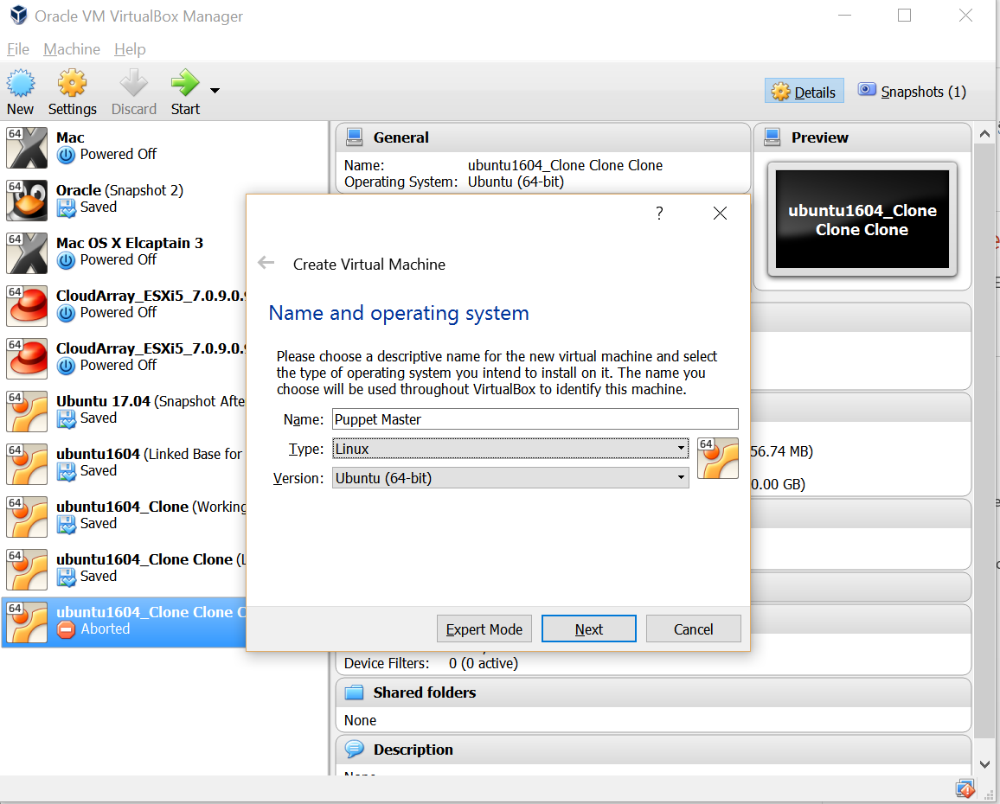 Oracle VM VirtualBox Manager
File Machine Help
New Settings Discard Start
Details Snapshots (1)
64 Mac
Powered Off
64 Oracle (Snapshot 2)
Saved
64 Mac OS X Elcaptain 3
Powered Off
64 CloudArray_ESXi5_7.0.9.0.9
Powered Off
64 CloudArray_ESXi5_7.0.9.0.9
Powered Off
64 Ubuntu 17.04 (Snapshot Afte
Saved
64 ubuntu1604 (Linked Base for
Saved
64 ubuntu1604_Clone (Working
Saved
64 ubuntu1604_Clone Clone (L
Saved
64 ubuntu1604_Clone Clone C
Aborted
General
Name: ubuntu1604_Clone Clone Clone
Operating System: Ubuntu (64-bit)
Preview
ubuntu1604_Clone
Clone Clone
? 
Create Virtual Machine
Name and operating system
Please choose a descriptive name for the new virtual machine and select
the type of operating system you intend to install on it. The name you
choose will be used throughout VirtualBox to identify this machine.
Name: Puppet Master
Type: Linux
64
Version: Ubuntu (64-bit)
Expert Mode Next Cancel
56.74 MB)
0.00 GB)
Device Filters: 0 (0 active)
Shared folders
None
Description
None